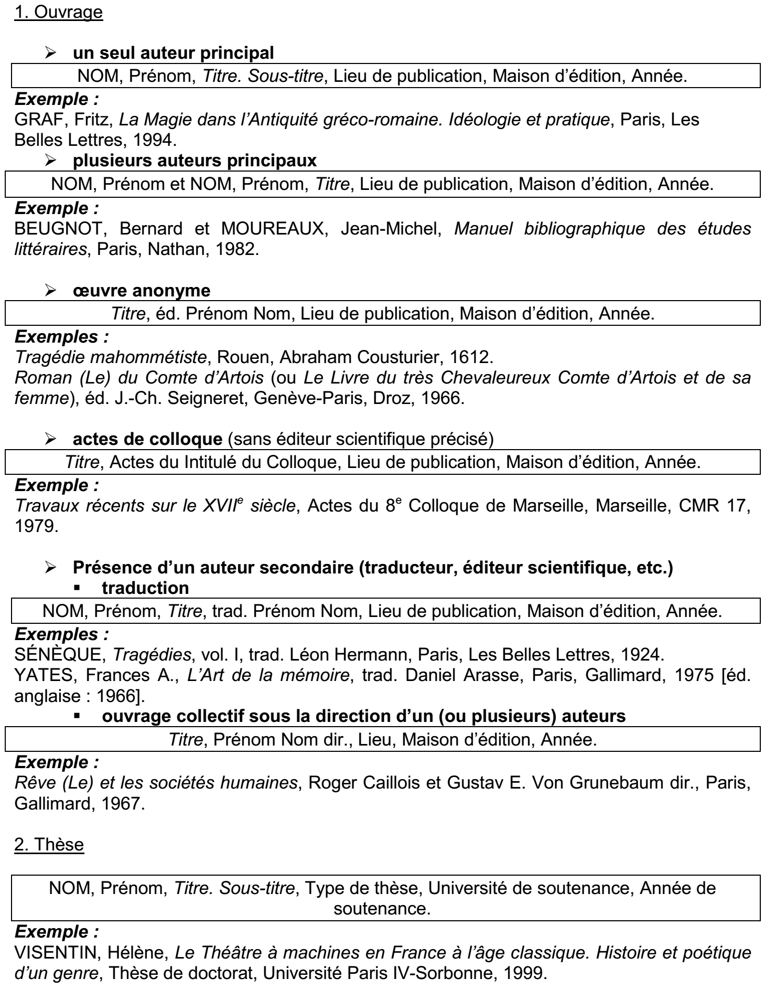 1. Ouvrage
➢ un seul auteur principal
NOM, Prénom, Titre. Sous-titre, Lieu de publication, Maison d’édition, Année.
Exemple :
GRAF, Fritz, La Magie dans l’Antiquité gréco-romaine. Idéologie et pratique, Paris, Les
Belles Lettres, 1994.
➢ plusieurs auteurs principaux
NOM, Prénom et NOM, Prénom, Titre, Lieu de publication, Maison d’édition, Année.
Exemple :
BEUGNOT, Bernard et MOUREAUX, Jean-Michel, Manuel bibliographique des études
littéraires, Paris, Nathan, 1982.
➢ œuvre anonyme
Titre, éd. Prénom Nom, Lieu de publication, Maison d’édition, Année.
Exemples :
Tragédie mahommétiste, Rouen, Abraham Cousturier, 1612.
Roman (Le) du Comte d’Artois (ou Le Livre du très Chevaleureux Comte d’Artois et de sa
femme), éd. J.-Ch. Seigneret, Genève-Paris, Droz, 1966.
➢ actes de colloque (sans éditeur scientifique précisé)
Titre, Actes du Intitulé du Colloque, Lieu de publication, Maison d’édition, Année.
Exemple :
Travaux récents sur le XVIIe siècle, Actes du 8e Colloque de Marseille, Marseille, CMR 17,
1979.
➢ Présence d’un auteur secondaire (traducteur, éditeur scientifique, etc.)
▪ traduction
NOM, Prénom, Titre, trad. Prénom Nom, Lieu de publication, Maison d’édition, Année.
Exemples :
SÉNÈQUE, Tragédies, vol. I, trad. Léon Hermann, Paris, Les Belles Lettres, 1924.
YATES, Frances A., L’Art de la mémoire, trad. Daniel Arasse, Paris, Gallimard, 1975 [éd.
anglaise : 1966].
▪ ouvrage collectif sous la direction d’un (ou plusieurs) auteurs
Titre, Prénom Nom dir., Lieu, Maison d’édition, Année.
Exemple :
Rêve (Le) et les sociétés humaines, Roger Caillois et Gustav E. Von Grunebaum dir., Paris,
Gallimard, 1967.
2. Thèse
NOM, Prénom, Titre. Sous-titre, Type de thèse, Université de soutenance, Année de
soutenance.
Exemple :
VISENTIN, Hélène, Le Théâtre à machines en France à l’âge classique. Histoire et poétique
d’un genre, Thèse de doctorat, Université Paris IV-Sorbonne, 1999.